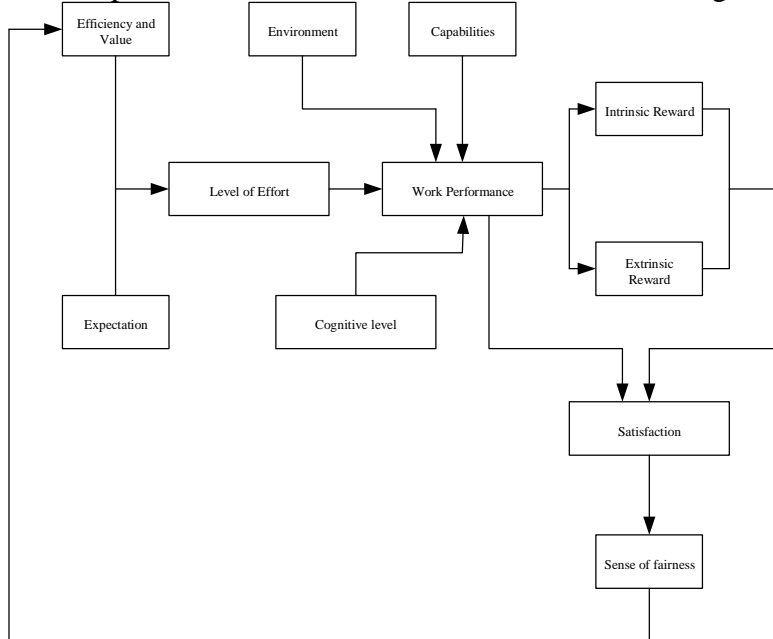 Efficiency and
Value
Environment
Capabilities
Intrinsic Reward
Level of Effort
Work Performance
Extrinsic
Reward
Expectation
Cognitive level
Satisfaction
Sense of fairness